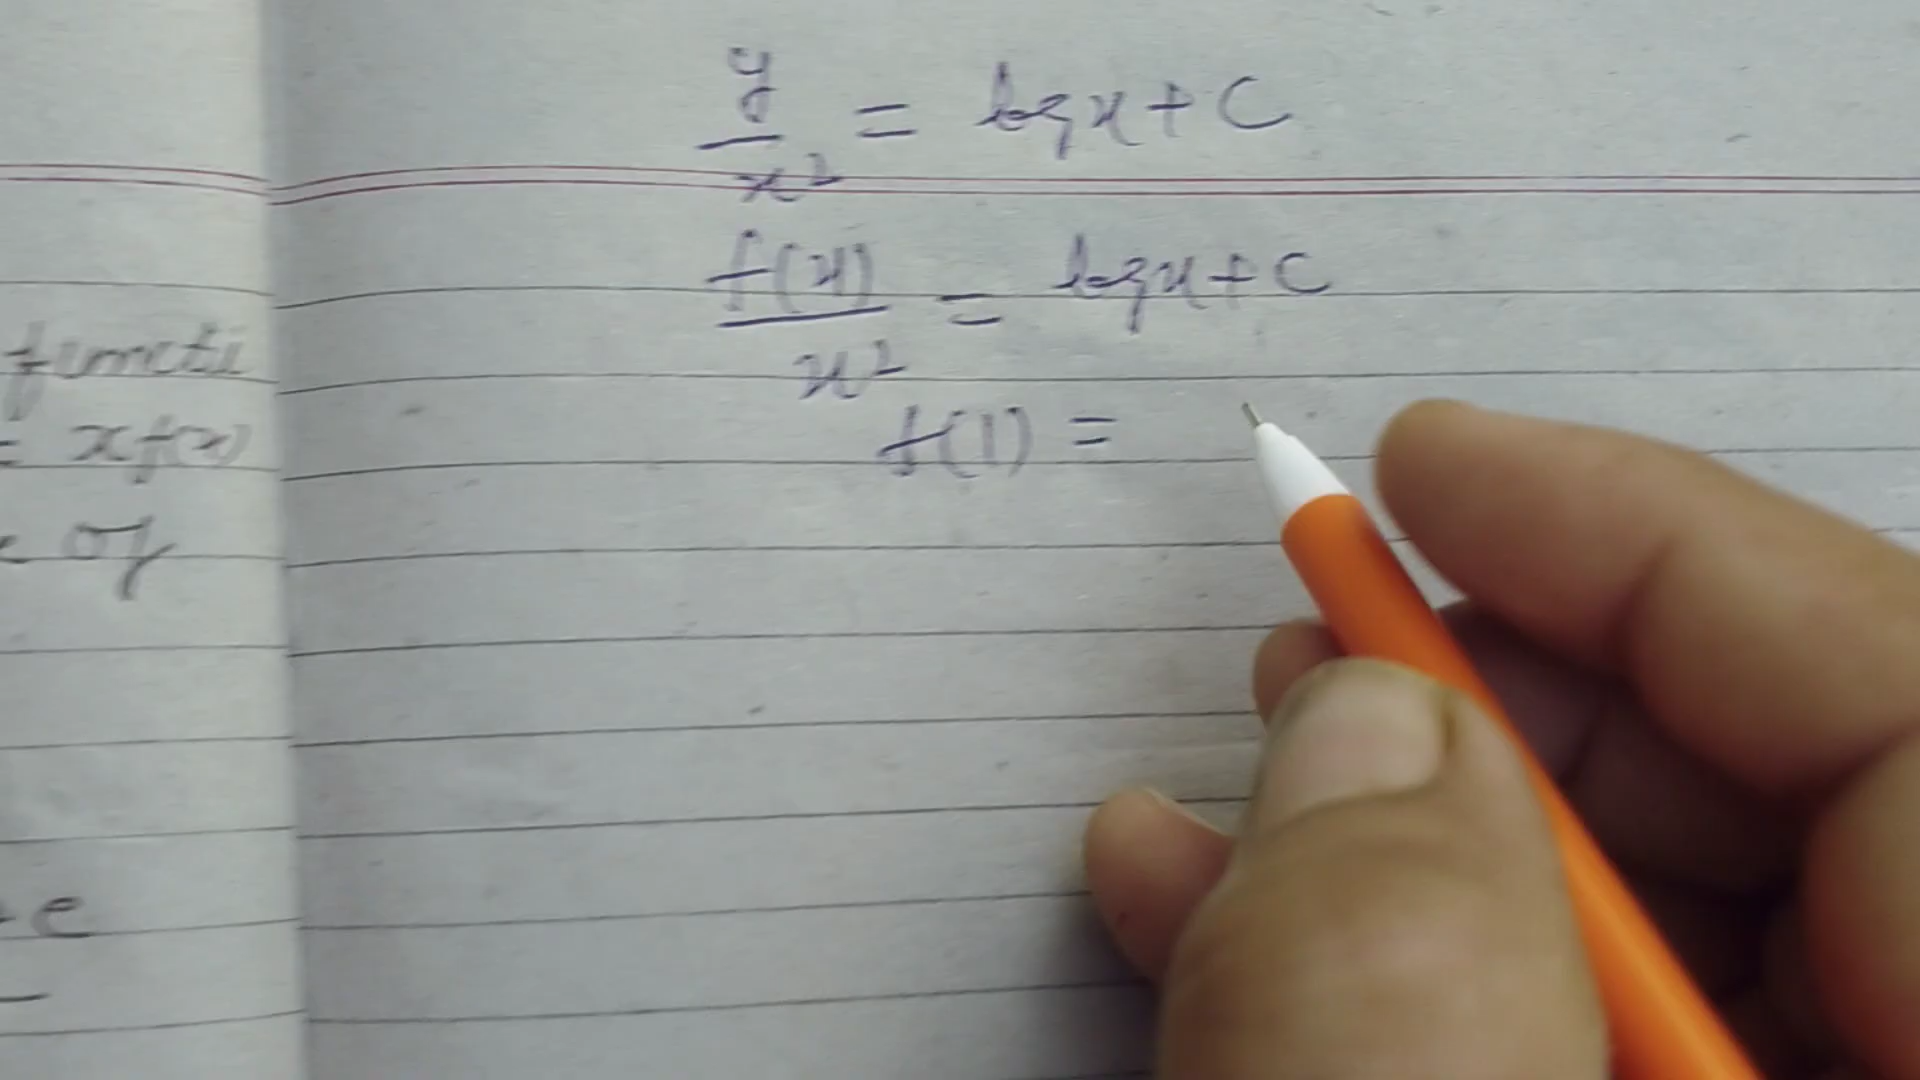 functi
= xf(x)
of
e
y/x² = log x + C
f(x)/x² = log x + C
f(1) =